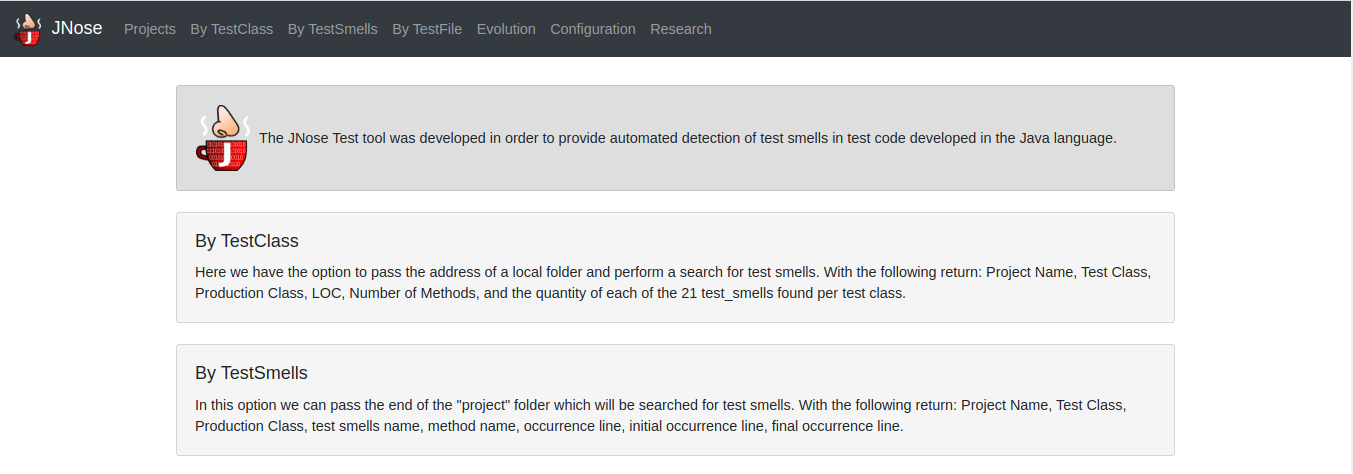 JNose Projects By TestClass By TestSmells By TestFile Evolution Configuration Research
J The JNose Test tool was developed in order to provide automated detection of test smells in test code developed in the Java language.
By TestClass
Here we have the option to pass the address of a local folder and perform a search for test smells. With the following return: Project Name, Test Class,
Production Class, LOC, Number of Methods, and the quantity of each of the 21 test_smells found per test class.
By TestSmells
In this option we can pass the end of the "project" folder which will be searched for test smells. With the following return: Project Name, Test Class,
Production Class, test smells name, method name, occurrence line, initial occurrence line, final occurrence line.